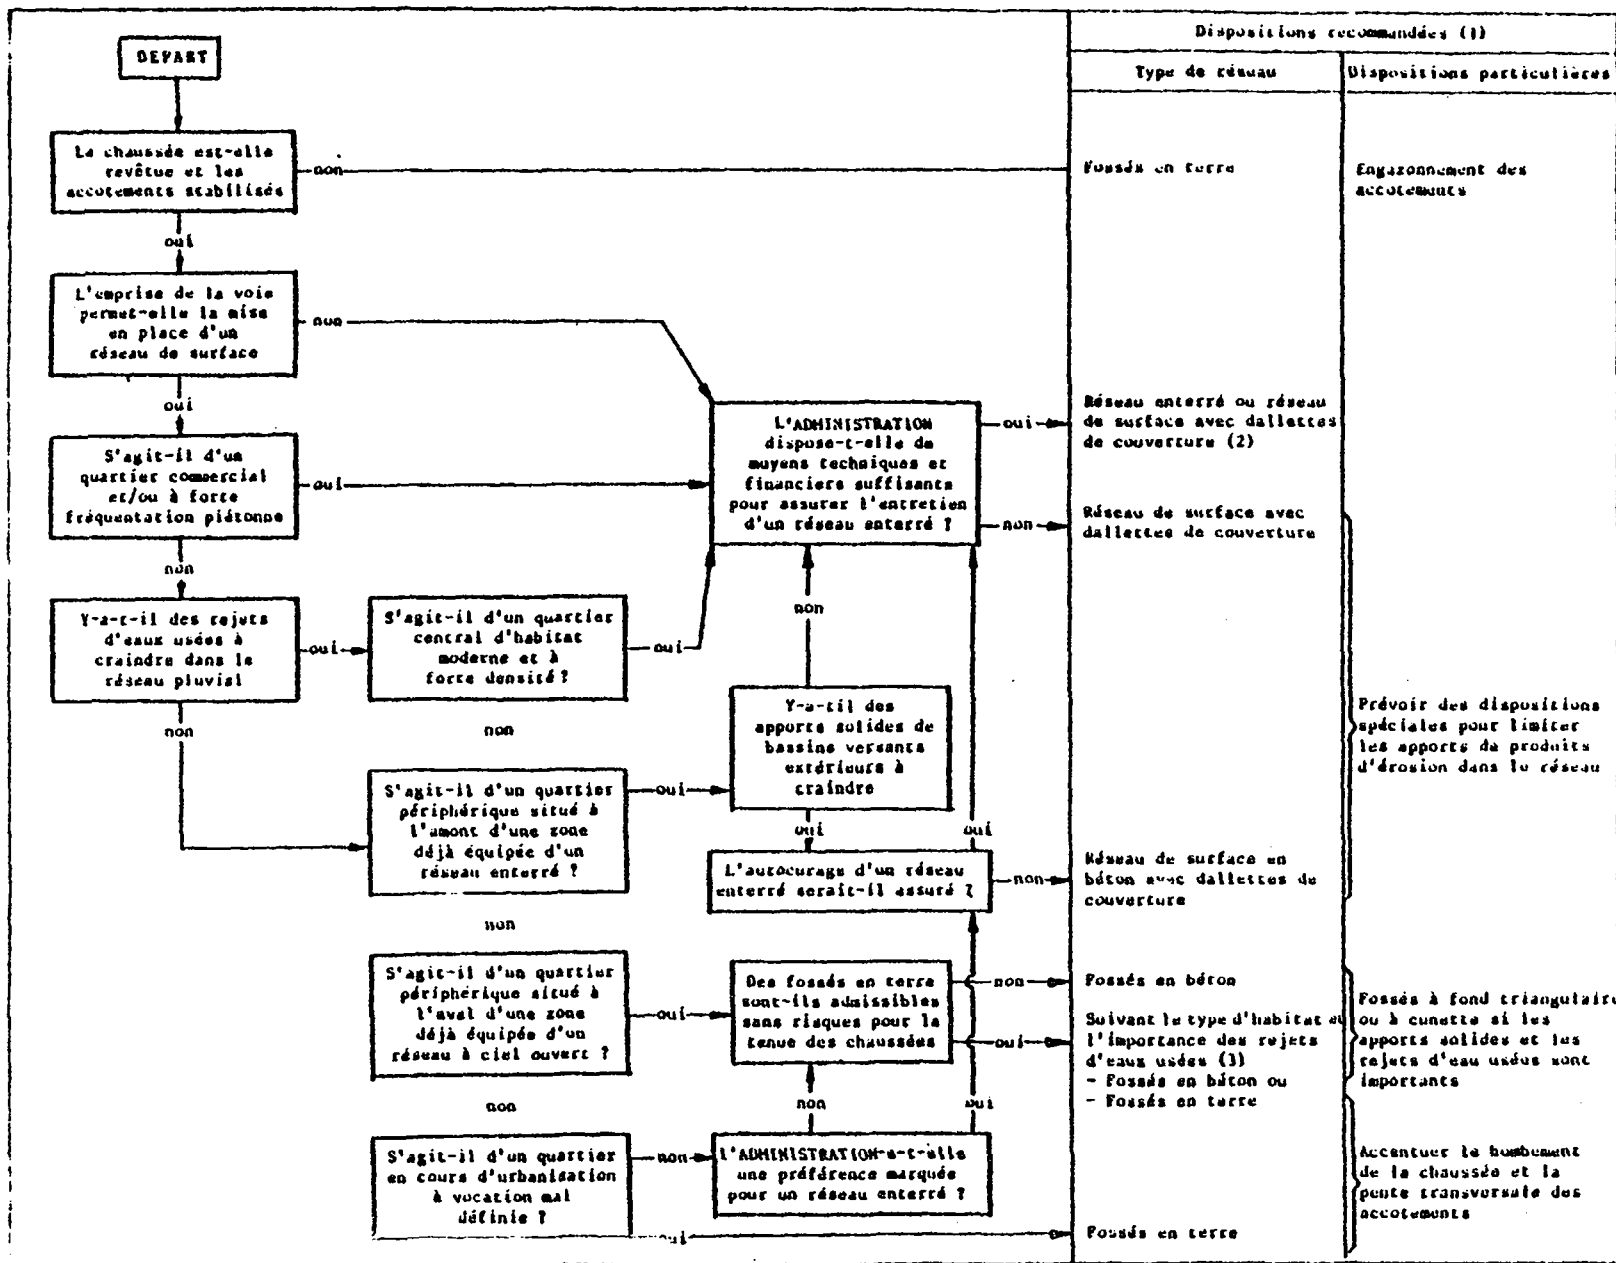 Dispositions recommandées (1)
Type de réseau
Dispositions particulières
DEPART
La chaussée est-elle
revêtue et les
accotements stabilisés
non
Fossés en terre
Engazonnement des
accotements
oui
L'emprise de la voie
permet-elle la mise
en place d'un
réseau de surface
non
oui
S'agit-il d'un
quartier commercial
et/ou à forte
fréquentation piétonne
oui
L'ADMINISTRATION
dispose-t-elle de
moyens techniques et
financiers suffisants
pour assurer l'entretien
d'un réseau enterré ?
oui
Réseau enterré ou réseau
de surface avec dallettes
de couverture (2)
non
Réseau de surface avec
dallettes de couverture
non
Y-a-t-il des rejets
d'eaux usées à
craindre dans le
réseau pluvial
oui
S'agit-il d'un quartier
central d'habitat
moderne et à
forte densité ?
oui
non
non
non
Y-a-til des
apports solides de
bassins versants
extérieurs à
craindre
Prévoir des dispositions
spéciales pour limiter
les apports de produits
d'érosion dans le réseau
S'agit-il d'un quartier
périphérique situé à
l'amont d'une zone
déjà équipée d'un
réseau enterré ?
oui
oui
oui
L'autocurage d'un réseau
enterré serait-il assuré ?
non
Réseau de surface en
béton avec dallettes de
couverture
non
S'agit-il d'un quartier
périphérique situé à
l'aval d'une zone
déjà équipée d'un
réseau à ciel ouvert ?
oui
Des fossés en terre
sont-ils admissibles
sans risques pour la
tenue des chaussées
non
Fossés en béton
oui
Suivant le type d'habitat et
l'importance des rejets
d'eaux usées (3)
- Fossés en béton ou
- Fossés en terre
Fossés à fond triangulaire
ou à cunette si les
apports solides et les
rejets d'eau usées sont
importants
non
non
oui
S'agit-il d'un quartier
en cours d'urbanisation
à vocation mal
définie ?
non
L'ADMINISTRATION-a-t-elle
une préférence marquée
pour un réseau enterré ?
Accentuer le bombement
de la chaussée et la
pente transversale des
accotements
oui
Fossés en terre